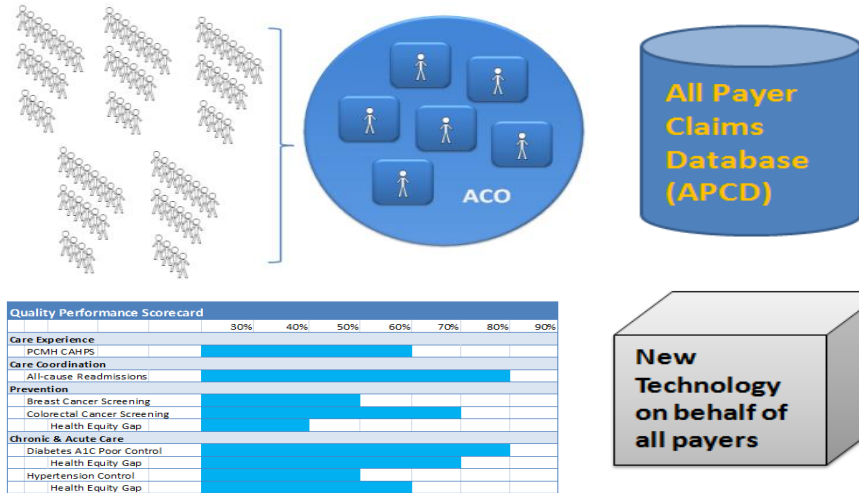 ACO
All Payer
Claims
Database
(APCD)
Quality Performance Scorecard
30% 40% 50% 60% 70% 80% 90%
Care Experience
PCMH CAHPS
Care Coordination
All-cause Readmissions
Prevention
Breast Cancer Screening
Colorectal Cancer Screening
Health Equity Gap
Chronic & Acute Care
Diabetes A1C Poor Control
Health Equity Gap
Hypertension Control
Health Equity Gap
New
Technology
on behalf of
all payers